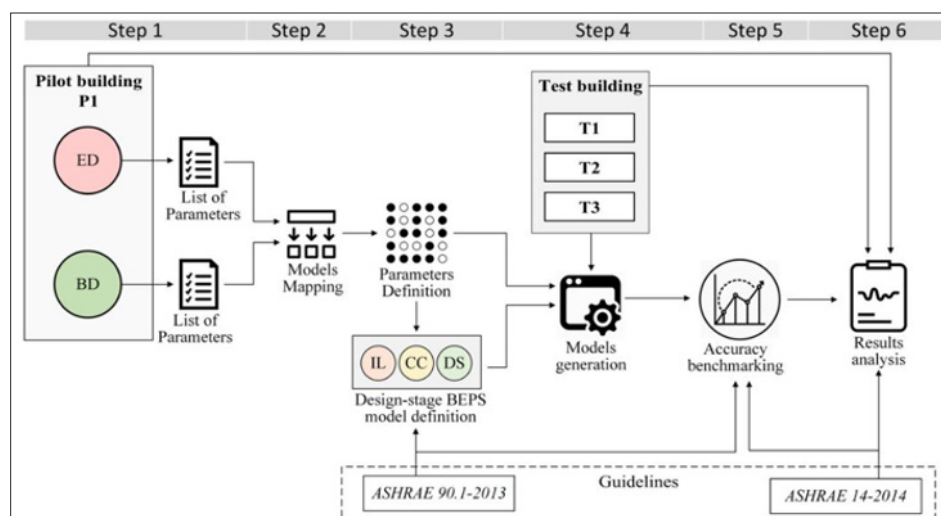 Step 1
Step 2
Step 3
Step 4
Step 5
Step 6
Pilot building
P1
ED
List of
Parameters
BD
List of
Parameters
Models
Mapping
Parameters
Definition
IL
CC
DS
Design-stage BEPS
model definition
Test building
T1
T2
T3
Models
generation
Accuracy
benchmarking
Results
analysis
Guidelines
ASHRAE 90.1-2013
ASHRAE 14-2014